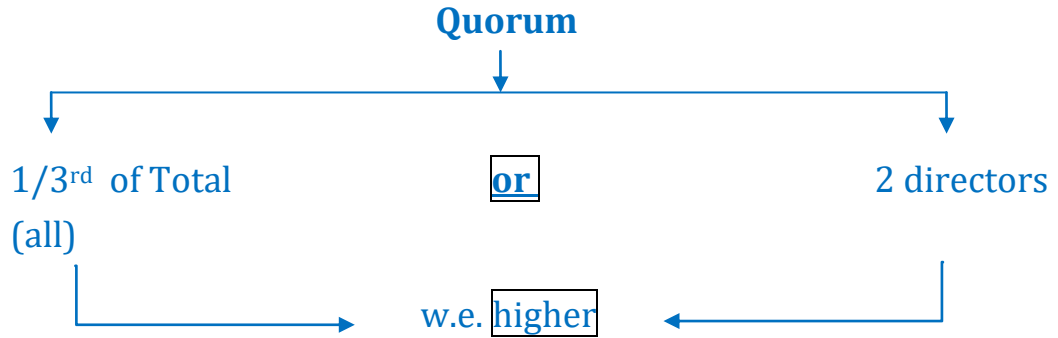 Quorum
1/3rd of Total or 2 directors
(all)
w.e. higher